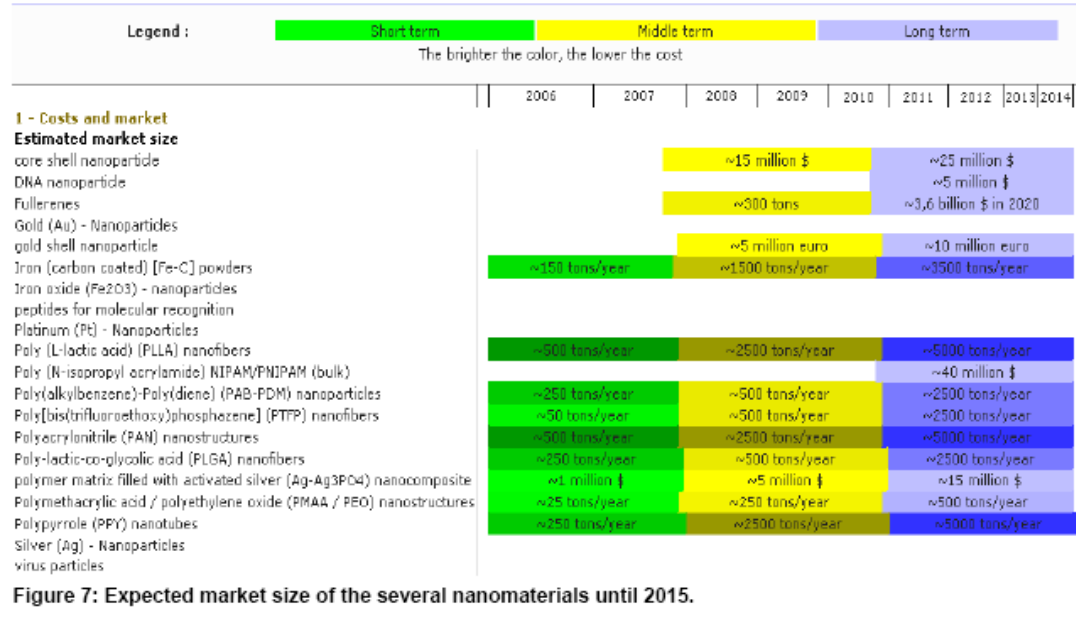 Legend : Short term Middle term Long term
The brighter the color, the lower the cost
2006 2007 2008 2009 2010 2011 2012 2013 2014
1 - Costs and market
Estimated market size
core shell nanoparticle ~15 million $ ~25 million $
DNA nanoparticle ~5 million $
Fullerenes ~300 tons ~3,6 billion $ in 2020
Gold (Au) - Nanoparticles
gold shell nanoparticle ~5 million euro ~10 million euro
Iron (carbon coated) [Fe-C] powders ~150 tons/year ~1500 tons/year ~3500 tons/year
Iron oxide (Fe2O3) - nanoparticles
peptides for molecular recognition
Platinum (Pt) - Nanoparticles
Poly (L-lactic acid) (PLLA) nanofibers ~500 tons/year ~2500 tons/year ~5000 tons/year
Poly (N-isopropyl acrylamide) NIPAM/PNIPAM (bulk) ~40 million $
Poly(alkylbenzene)-Poly(diene) (PAB-PDM) nanoparticles ~250 tons/year ~500 tons/year ~2500 tons/year
Poly[bis(trifluoroethoxy)phosphazene] (PTFP) nanofibers ~50 tons/year ~500 tons/year ~2500 tons/year
Polyacrylonitrile (PAN) nanostructures ~500 tons/year ~2500 tons/year ~5000 tons/year
Poly-lactic-co-glycolic acid (PLGA) nanofibers ~250 tons/year ~500 tons/year ~2500 tons/year
polymer matrix filled with activated silver (Ag-Ag3PO4) nanocomposite ~1 million $ ~5 million $ ~15 million $
Polymethacrylic acid / polyethylene oxide (PMAA / PEO) nanostructures ~25 tons/year ~250 tons/year ~500 tons/year
Polypyrrole (PPY) nanotubes ~250 tons/year ~2500 tons/year ~5000 tons/year
Silver (Ag) - Nanoparticles
virus particles
Figure 7: Expected market size of the several nanomaterials until 2015.